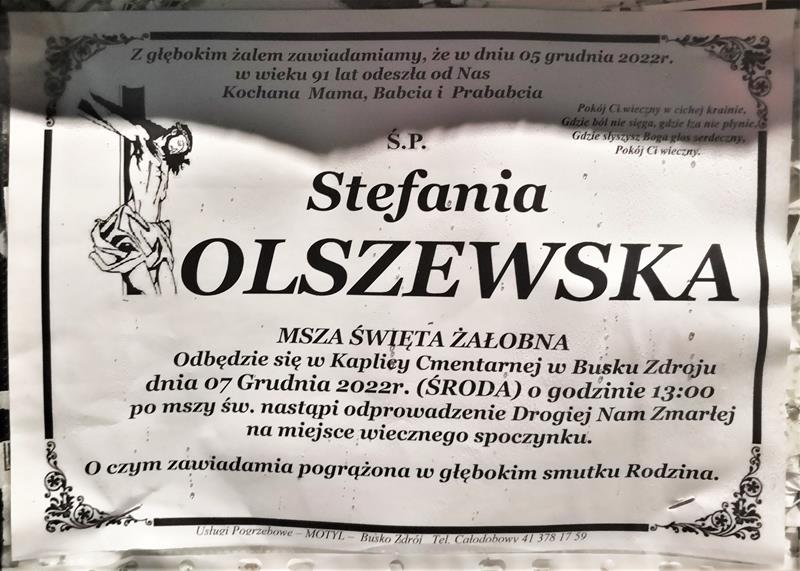 Z głębokim żalem zawiadamiamy, że w dniu 05 grudnia 2022r.
w wieku 91 lat odeszła od Nas
Kochana Mama, Babcia i Prababcia
Pokój Ci wieczny w cichej krainie,
Gdzie ból nie sięga, gdzie łza nie płynie,
Gdzie słyszysz Boga głos serdeczny,
Pokój Ci wieczny.
Ś.P.
Stefania
OLSZEWSKA
MSZA ŚWIĘTA ŻAŁOBNA
Odbędzie się w Kaplicy Cmentarnej w Busku Zdroju
dnia 07 Grudnia 2022r. (ŚRODA) o godzinie 13:00
po mszy św. nastąpi odprowadzenie Drogiej Nam Zmarłej
na miejsce wiecznego spoczynku.
O czym zawiadamia pogrążona w głębokim smutku Rodzina.
Usługi Pogrzebowe – MOTYL – Busko Zdrój Tel. Całodobowy 41 378 17 59